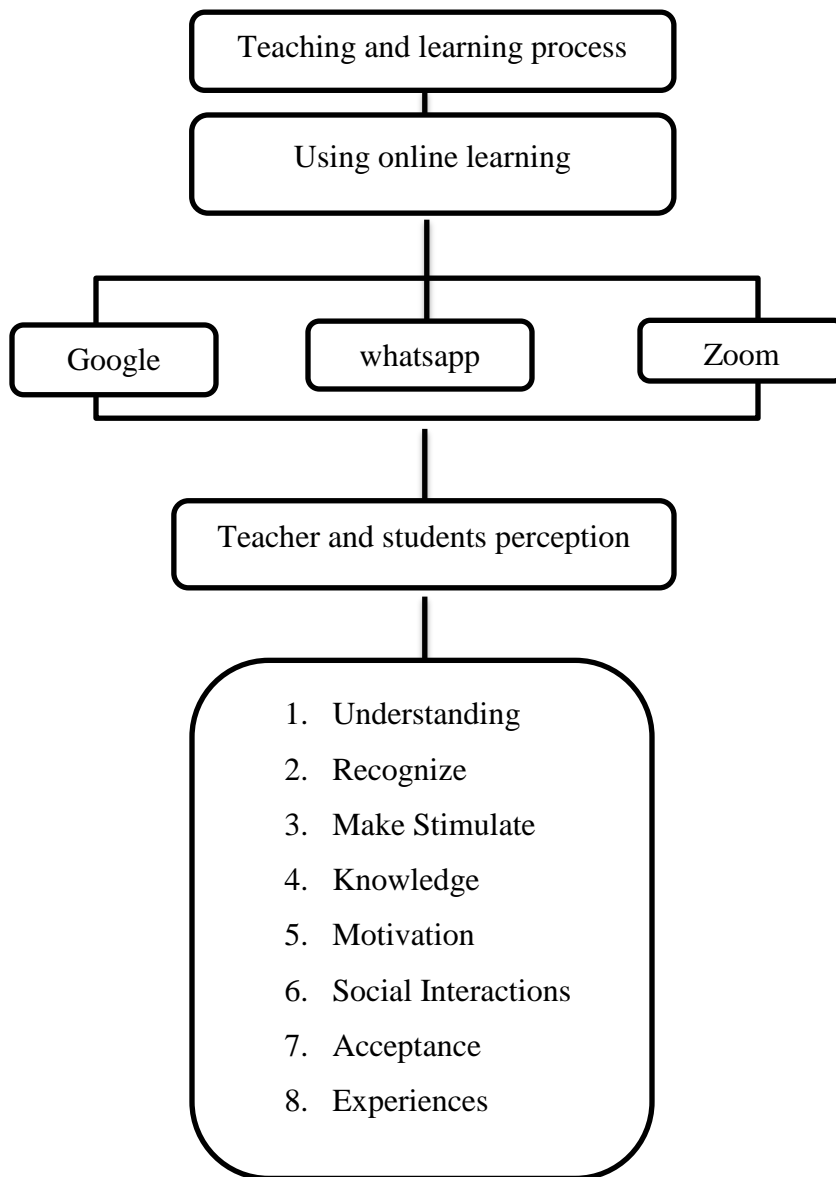 Teaching and learning process
Using online learning
Google
whatsapp
Zoom
Teacher and students perception
1. Understanding
2. Recognize
3. Make Stimulate
4. Knowledge
5. Motivation
6. Social Interactions
7. Acceptance
8. Experiences